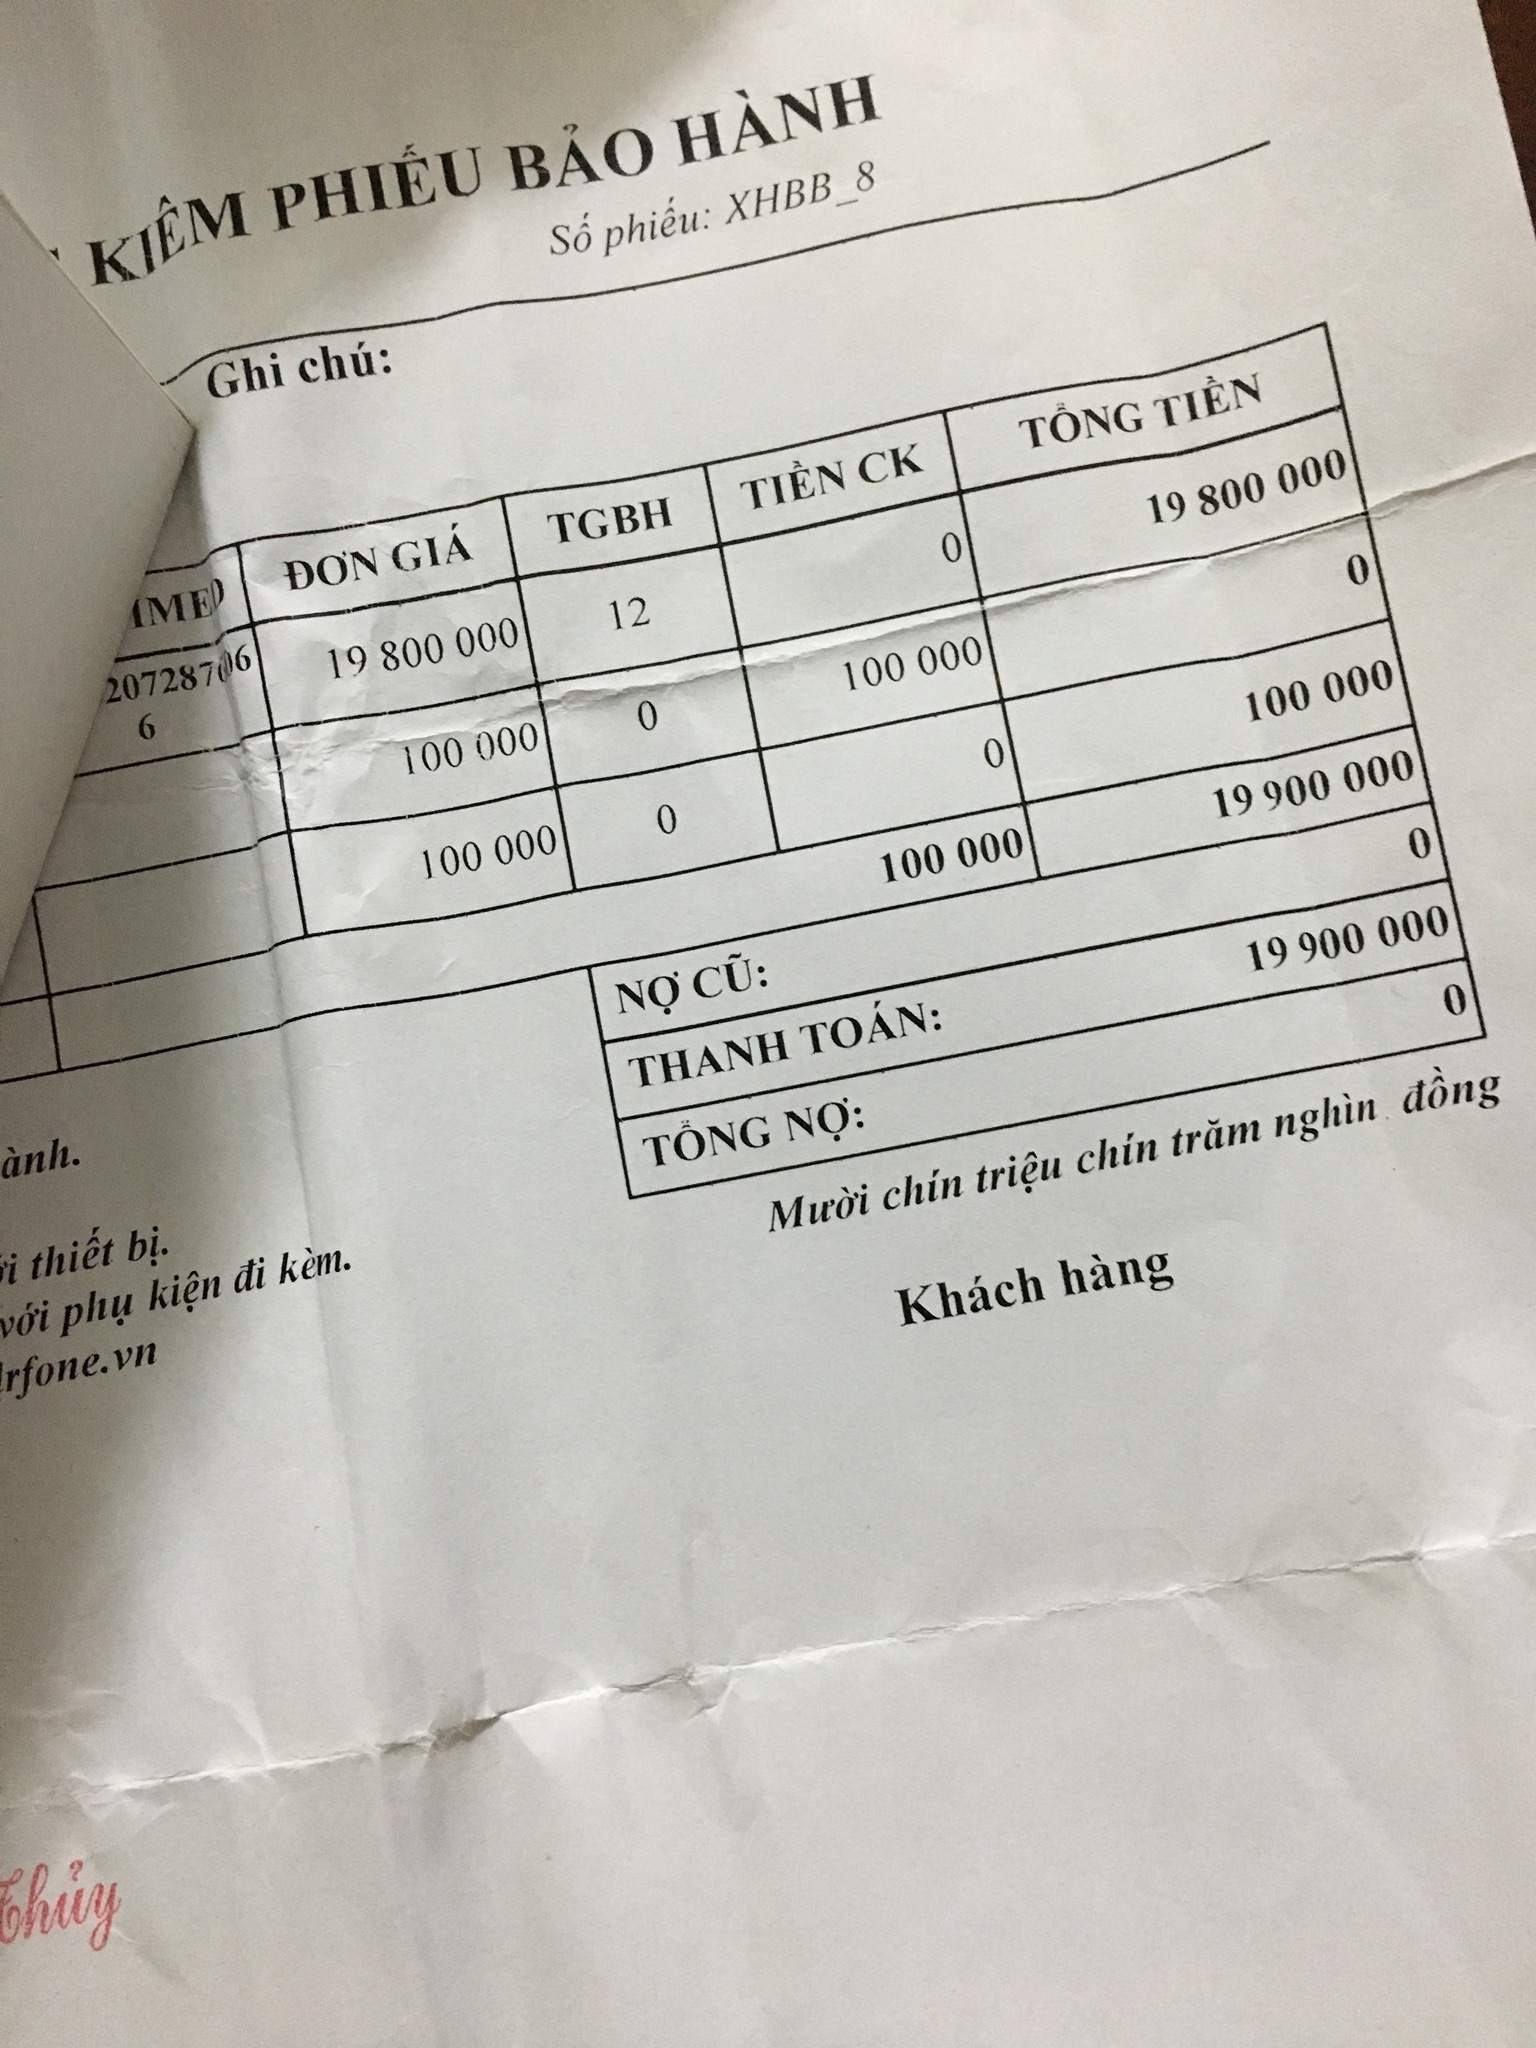 KIÊM PHIẾU BẢO HÀNH
Số phiếu: XHBB_8
Ghi chú:
ĐƠN GIÁ TGBH TIỀN CK TỔNG TIỀN
19 800 000 12 0 19 800 000
6
100 000 0 100 000 0
100 000 0 0 100 000
100 000 19 900 000
NỢ CŨ: 0
THANH TOÁN: 19 900 000
TỔNG NỢ: 0
Mười chín triệu chín trăm nghìn đồng
thiết bị.
với phụ kiện đi kèm.
Khách hàng
Thủy